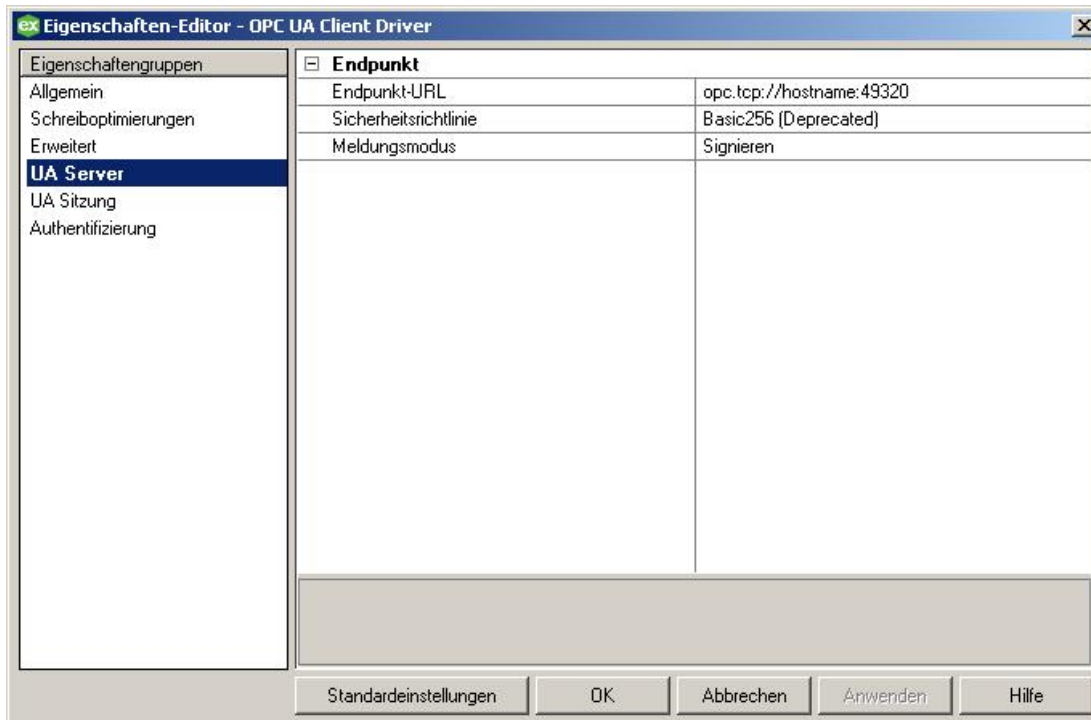 ex Eigenschaften-Editor - OPC UA Client Driver
Eigenschaftengruppen
Allgemein
Schreiboptimierungen
Erweitert
UA Server
UA Sitzung
Authentifizierung
Endpunkt
Endpunkt-URL opc.tcp://hostname:49320
Sicherheitsrichtlinie Basic256 (Deprecated)
Meldungsmodus Signieren
Standardeinstellungen OK Abbrechen Anwenden Hilfe